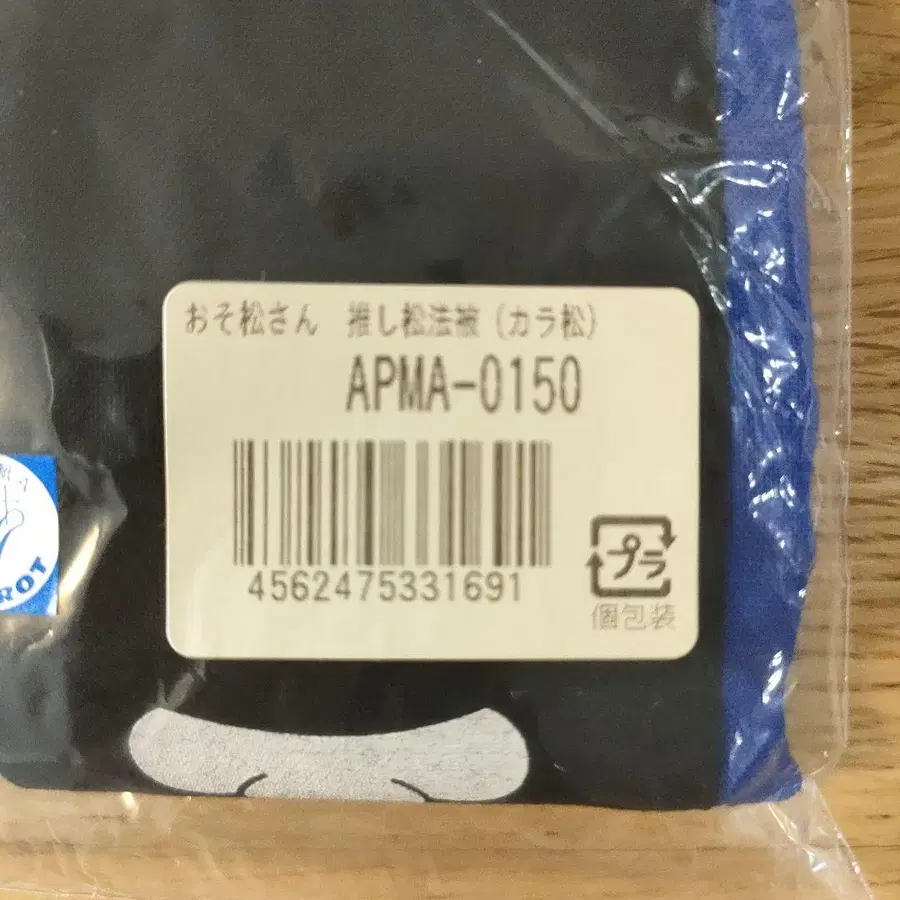 おそ松さん　推し松法被（カラ松）
APMA-0150
4562475331691
プラ
個包装
ROT